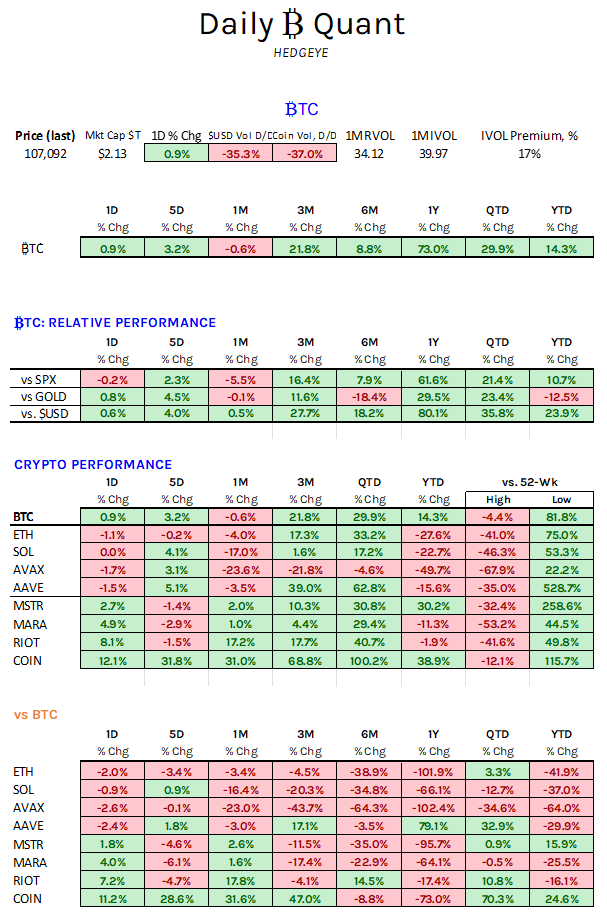 Daily ₿ Quant
HEDGEYE
₿TC
Price (last) Mkt Cap $T 1D % Chg $USD Vol D/D Coin Vol, D/D 1MRVOL 1MIVOL IVOL Premium, %
107,092 $2.13 0.9% -35.3% -37.0% 34.12 39.97 17%
1D 5D 1M 3M 6M 1Y QTD YTD
% Chg % Chg % Chg % Chg % Chg % Chg % Chg % Chg
₿TC 0.9% 3.2% -0.6% 21.8% 8.8% 73.0% 29.9% 14.3%
₿TC: RELATIVE PERFORMANCE
1D 5D 1M 3M 6M 1Y QTD YTD
% Chg % Chg % Chg % Chg % Chg % Chg % Chg % Chg
vs SPX -0.2% 2.3% -5.5% 16.4% 7.9% 61.6% 21.4% 10.7%
vs GOLD 0.8% 4.5% -0.1% 11.6% -18.4% 29.5% 23.4% -12.5%
vs. $USD 0.6% 4.0% 0.5% 27.7% 18.2% 80.1% 35.8% 23.9%
CRYPTO PERFORMANCE
1D 5D 1M 3M QTD YTD vs. 52-Wk
% Chg % Chg % Chg % Chg % Chg % Chg High Low
BTC 0.9% 3.2% -0.6% 21.8% 29.9% 14.3% -4.4% 81.8%
ETH -1.1% -0.2% -4.0% 17.3% 33.2% -27.6% -41.0% 75.0%
SOL 0.0% 4.1% -17.0% 1.6% 17.2% -22.7% -46.3% 53.3%
AVAX -1.7% 3.1% -23.6% -21.8% -4.6% -49.7% -67.9% 22.2%
AAVE -1.5% 5.1% -3.5% 39.0% 62.8% -15.6% -35.0% 528.7%
MSTR 2.7% -1.4% 2.0% 10.3% 30.8% 30.2% -32.4% 258.6%
MARA 4.9% -2.9% 1.0% 4.4% 29.4% -11.3% -53.2% 44.5%
RIOT 8.1% -1.5% 17.2% 17.7% 40.7% -1.9% -41.6% 49.8%
COIN 12.1% 31.8% 31.0% 68.8% 100.2% 38.9% -12.1% 115.7%
vs BTC
1D 5D 1M 3M 6M 1Y QTD YTD
% Chg % Chg % Chg % Chg % Chg % Chg % Chg % Chg
ETH -2.0% -3.4% -3.4% -4.5% -38.9% -101.9% 3.3% -41.9%
SOL -0.9% 0.9% -16.4% -20.3% -34.8% -66.1% -12.7% -37.0%
AVAX -2.6% -0.1% -23.0% -43.7% -64.3% -102.4% -34.6% -64.0%
AAVE -2.4% 1.8% -3.0% 17.1% -3.5% 79.1% 32.9% -29.9%
MSTR 1.8% -4.6% 2.6% -11.5% -35.0% -95.7% 0.9% 15.9%
MARA 4.0% -6.1% 1.6% -17.4% -22.9% -64.1% -0.5% -25.5%
RIOT 7.2% -4.7% 17.8% -4.1% 14.5% -17.4% 10.8% -16.1%
COIN 11.2% 28.6% 31.6% 47.0% -8.8% -73.0% 70.3% 24.6%